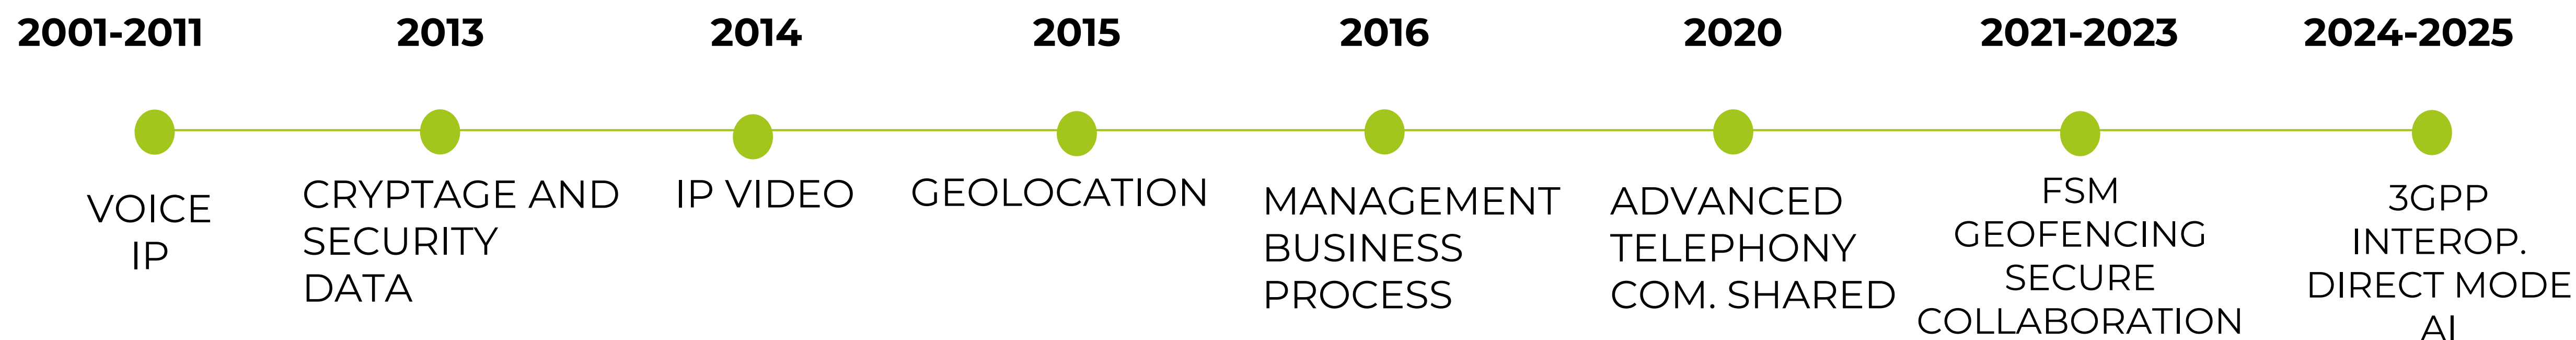 2001-2011
2013
2014
2015
2016
2020
2021-2023
2024-2025
VOICE
IP
CRYPTAGE AND
SECURITY
DATA
IP VIDEO
GEOLOCATION
MANAGEMENT
BUSINESS
PROCESS
ADVANCED
TELEPHONY
COM. SHARED
FSM
GEOFENCING
SECURE
COLLABORATION
3GPP
INTEROP.
DIRECT MODE
AI